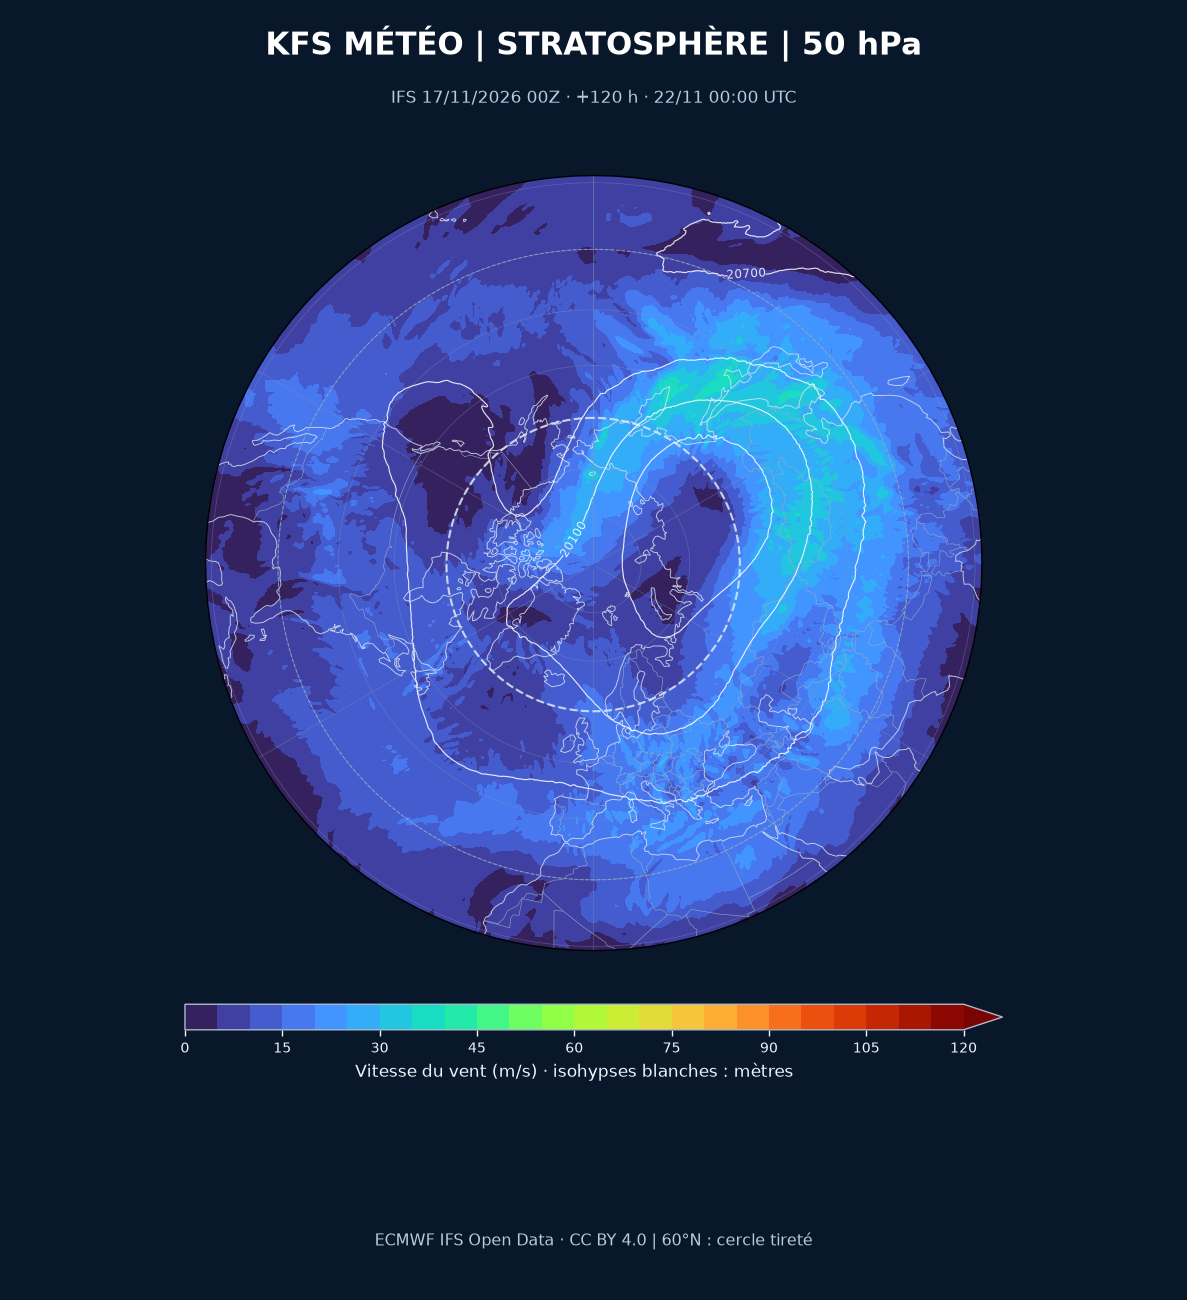 KFS MÉTÉO | STRATOSPHÈRE | 50 hPa
IFS 17/11/2026 00Z · +120 h · 22/11 00:00 UTC
20700
20100
0 15 30 45 60 75 90 105 120
Vitesse du vent (m/s) · isohypses blanches : mètres
ECMWF IFS Open Data · CC BY 4.0 | 60°N : cercle tireté